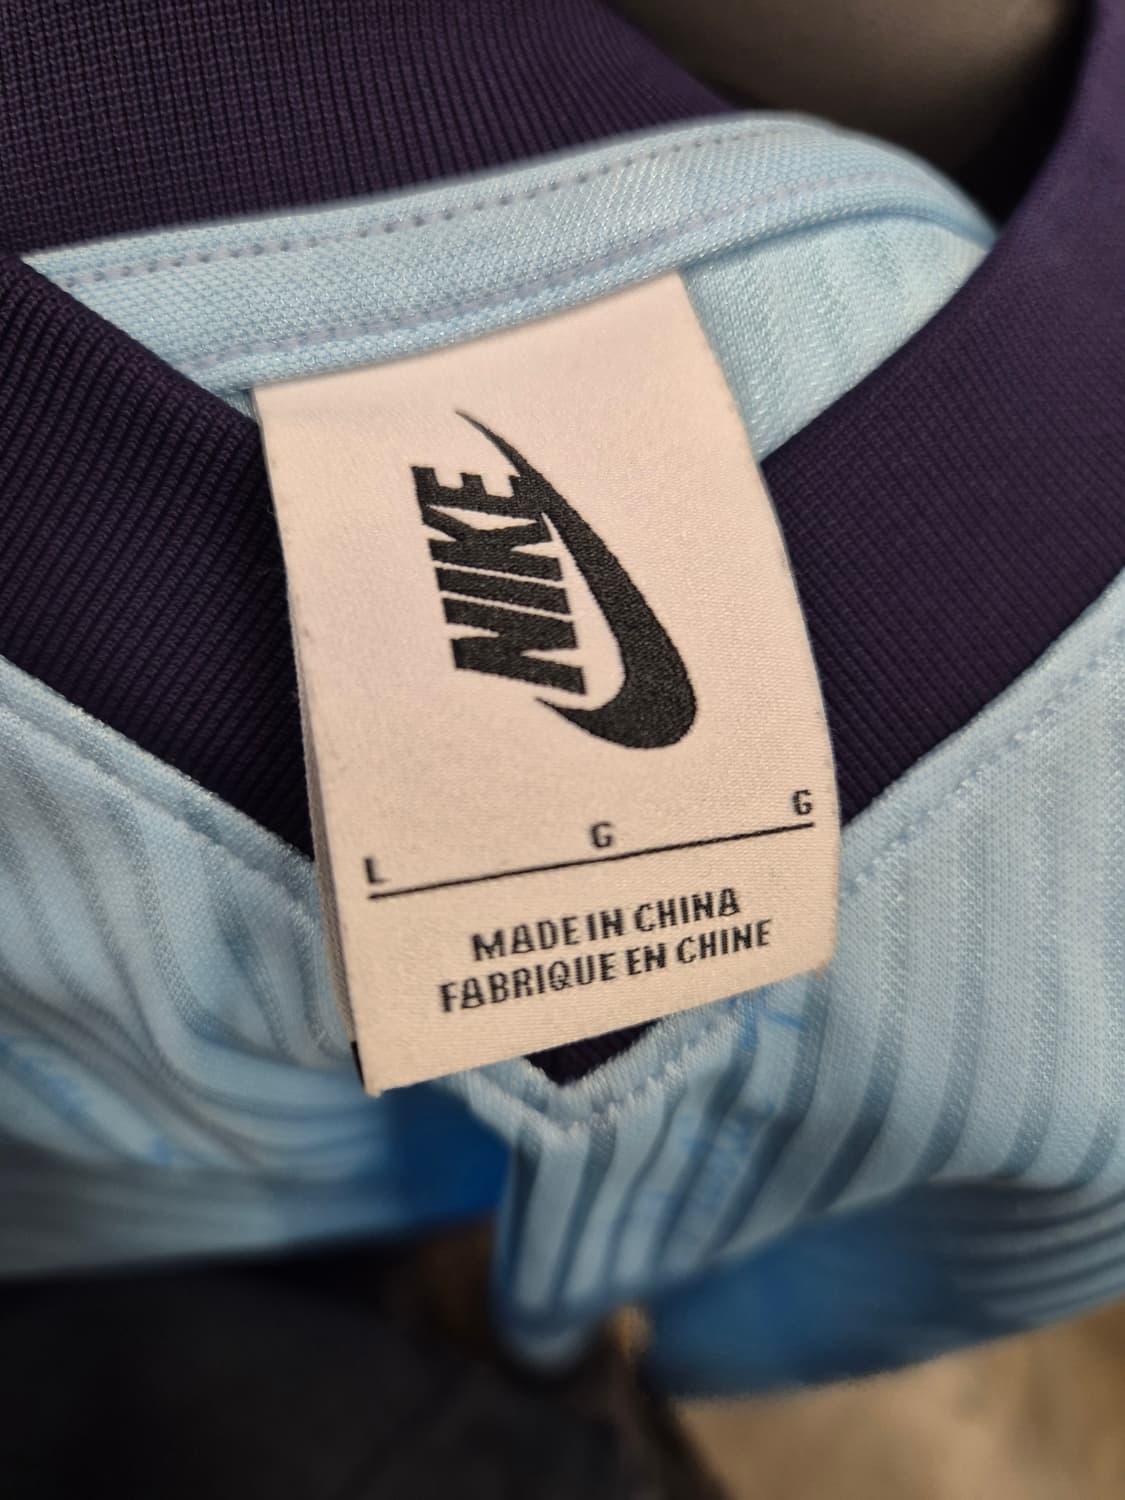 NIKE
L G G
MADE IN CHINA
FABRIQUE EN CHINE